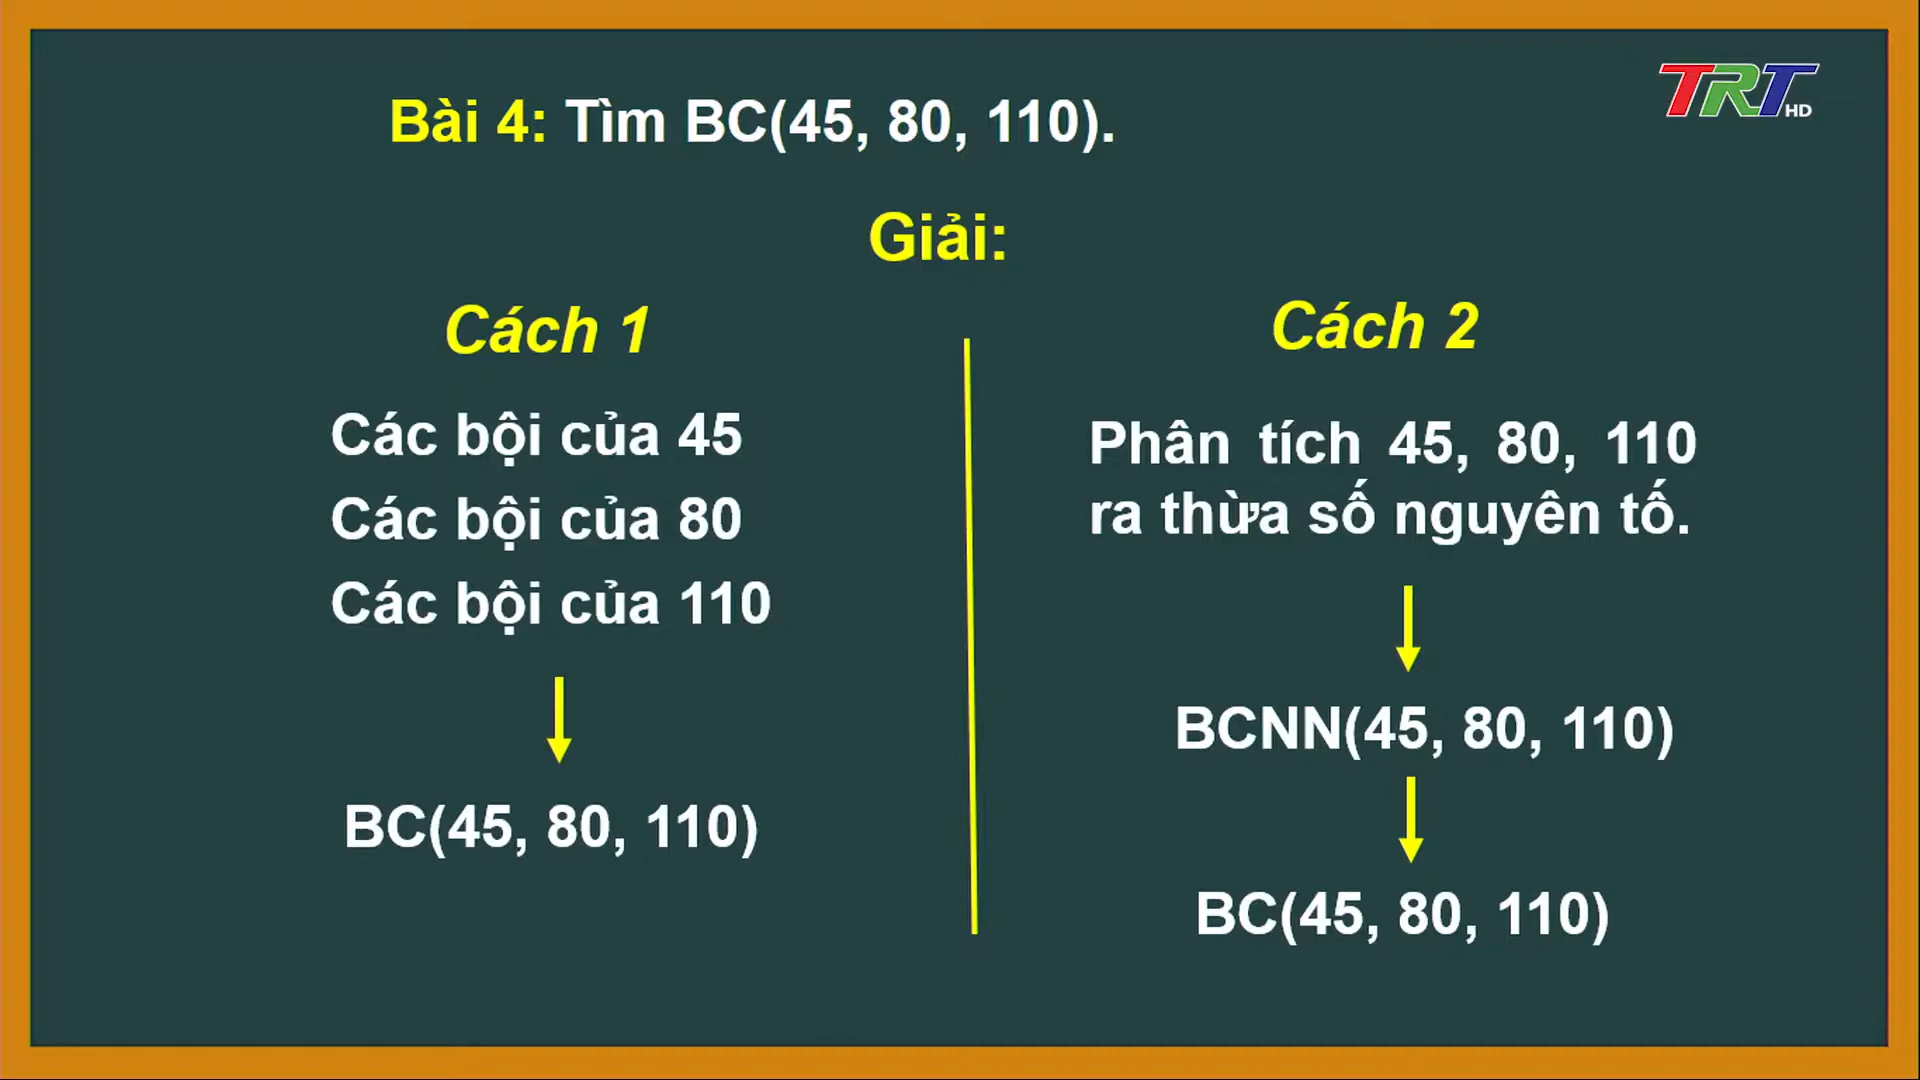 TRT HD
Bài 4: Tìm BC(45, 80, 110).
Giải:
Cách 1
Các bội của 45
Các bội của 80
Các bội của 110
BC(45, 80, 110)
Cách 2
Phân tích 45, 80, 110
ra thừa số nguyên tố.
BCNN(45, 80, 110)
BC(45, 80, 110)